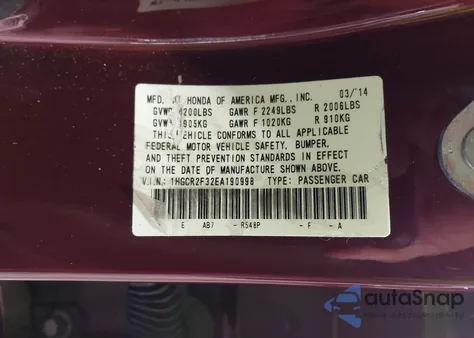 MFD. HONDA OF AMERICA MFG., INC. 03/14
GVWR 4200LBS GAWR F 2249LBS R 2006LBS
GVWR 1905KG GAWR F 1020KG R 910KG
THIS VEHICLE CONFORMS TO ALL APPLICABLE
FEDERAL MOTOR VEHICLE SAFETY, BUMPER,
AND THEFT PREVENTION STANDARDS IN EFFECT
ON THE DATE OF MANUFACTURE SHOWN ABOVE.
V.I.N.: 1HGCR2F32EA190998 TYPE: PASSENGER CAR
E AB7 - R548P - F - A
autoSnap